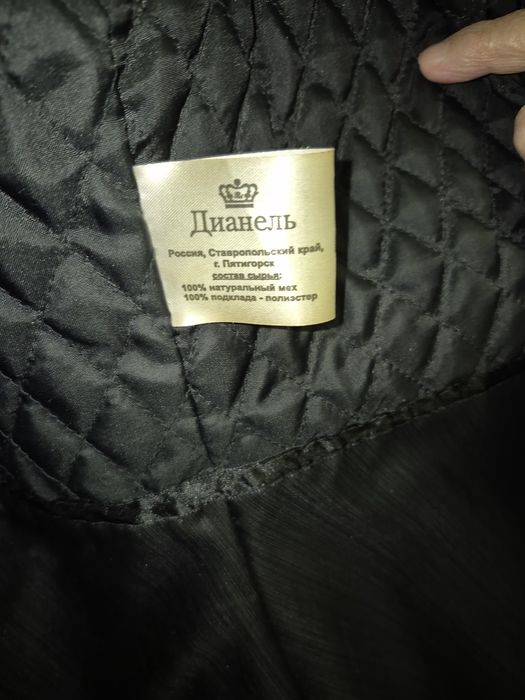 Дианель
Россия, Ставропольский край,
г. Пятигорск
состав сырья:
100% натуральный мех
100% подклада - полиэстер